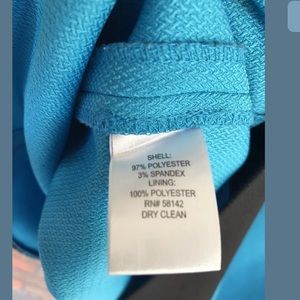 SHELL:
97% POLYESTER
3% SPANDEX
LINING:
100% POLYESTER
RN# 58142
DRY CLEAN